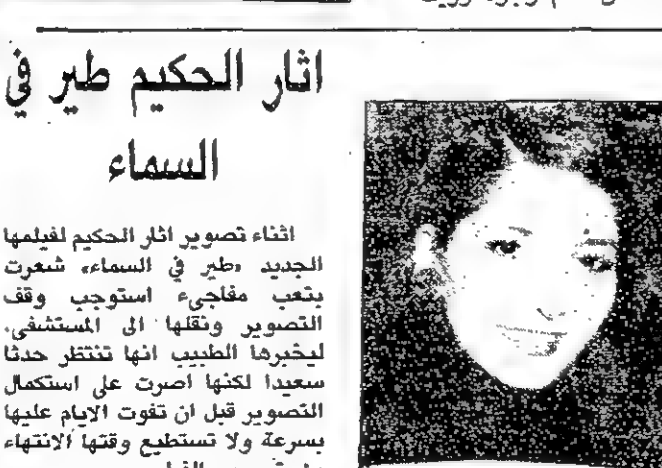 اثار الحكيم طير في
السماء
اثناء تصوير اثار الحكيم لفيلمها
الجديد «طير في السماء» شعرت
بتعب مفاجىء استوجب وقف
التصوير ونقلها الى المستشفى.
ليخبرها الطبيب انها تنتظر حدثا
سعيدا لكنها اصرت على استكمال
التصوير قبل ان تفوت الايام عليها
بسرعة ولا تستطيع وقتها الانتهاء